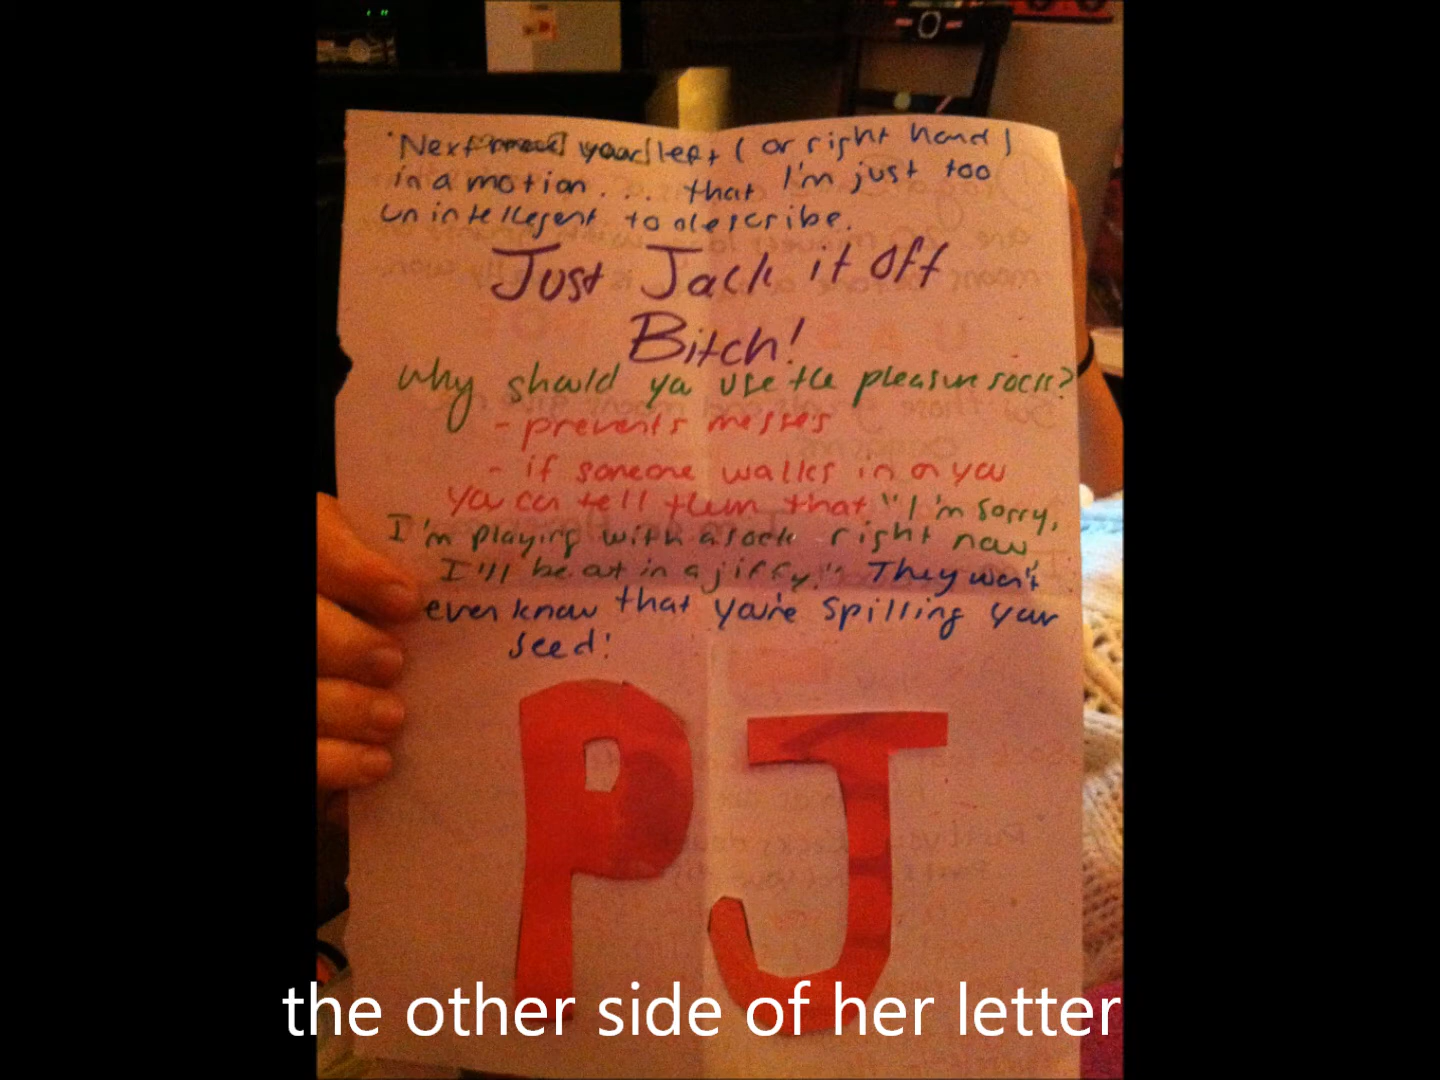 Next left (or right hand)
in a motion... that I'm just too
unintellegent to describe.
Just Jack it off
Bitch!
Why should you use the pleasure sock?
- prevents messes
- if someone walks in on you
you can tell them that "I'm sorry,
I'm playing with a sock right now,
I'll be out in a jiffy." They won't
even know that you're spilling your
seed!
PJ
the other side of her letter